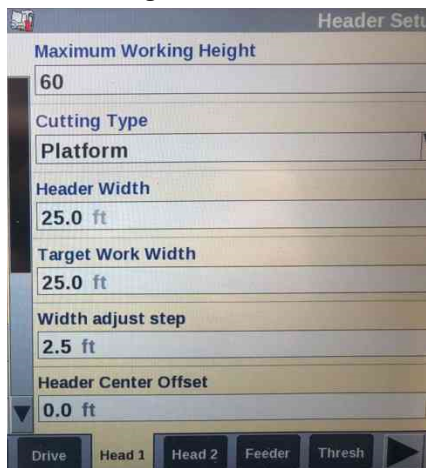 Header Setu
Maximum Working Height
60
Cutting Type
Platform
Header Width
25.0 ft
Target Work Width
25.0 ft
Width adjust step
2.5 ft
Header Center Offset
0.0 ft
Drive Head 1 Head 2 Feeder Thresh